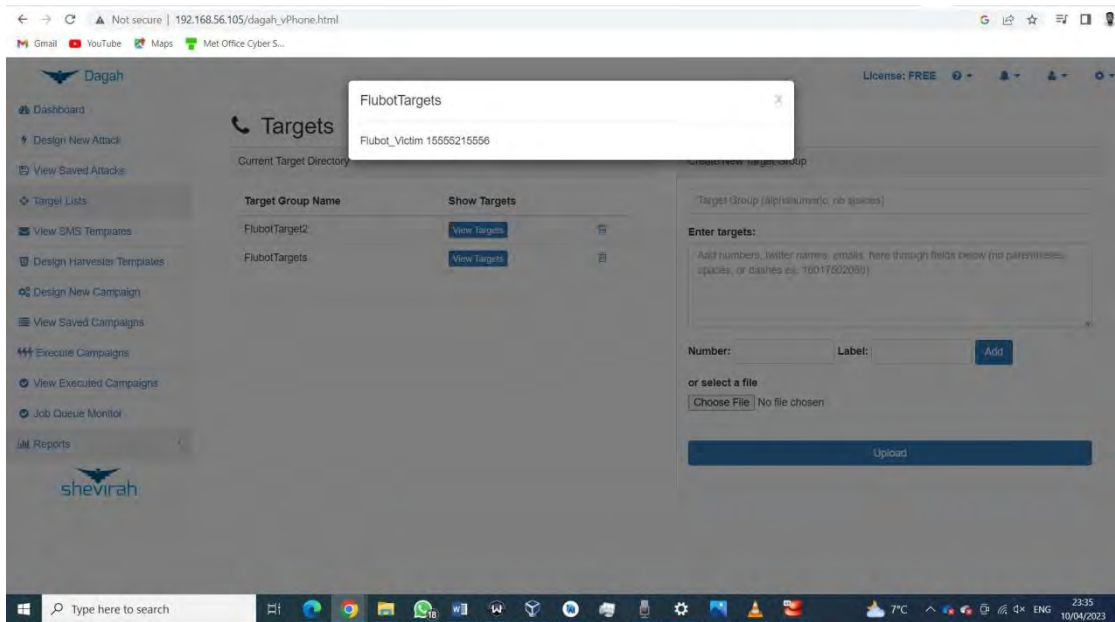 Not secure | 192.168.56.105/dagah_vPhone.html
Gmail YouTube Maps Met Office Cyber S...
Dagah
License: FREE
Dashboard
Design New Attack
View Saved Attacks
Target Lists
View SMS Templates
Design Harvester Templates
Design New Campaign
View Saved Campaigns
Execute Campaigns
View Executed Campaigns
Job Queue Monitor
Reports
shevirah
FlubotTargets
x
Flubot_Victim 15555215556
Targets
Current Target Directory
Target Group Name Show Targets
FlubotTarget2 View Targets
FlubotTargets View Targets
Create New Target Group
Target Group (alphanumeric, no spaces)
Enter targets:
Add numbers, twitter names, emails, here through fields below (no parentheses,
spaces, or dashes ex. 16017502060)
Number: Label: Add
or select a file
Choose File No file chosen
Upload
Type here to search
18
7°C ENG
23:35
10/04/2023